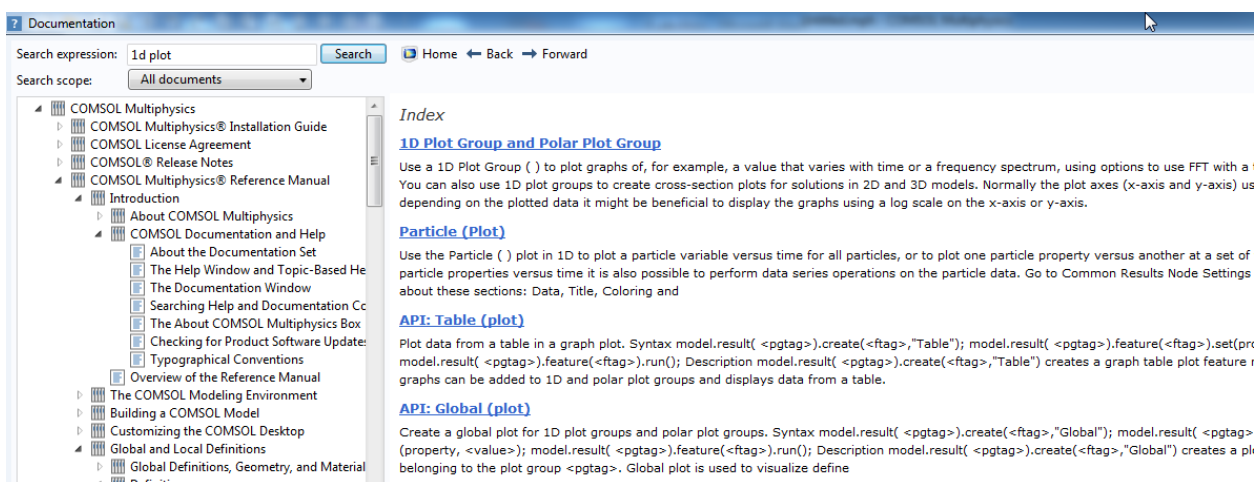 Documentation
Search expression: 1d plot Search Home Back Forward
Search scope: All documents
COMSOL Multiphysics
COMSOL Multiphysics® Installation Guide
COMSOL License Agreement
COMSOL® Release Notes
COMSOL Multiphysics® Reference Manual
Introduction
About COMSOL Multiphysics
COMSOL Documentation and Help
About the Documentation Set
The Help Window and Topic-Based He
The Documentation Window
Searching Help and Documentation Co
The About COMSOL Multiphysics Box
Checking for Product Software Updates
Typographical Conventions
Overview of the Reference Manual
The COMSOL Modeling Environment
Building a COMSOL Model
Customizing the COMSOL Desktop
Global and Local Definitions
Global Definitions, Geometry, and Material
Index
1D Plot Group and Polar Plot Group
Use a 1D Plot Group ( ) to plot graphs of, for example, a value that varies with time or a frequency spectrum, using options to use FFT with a
You can also use 1D plot groups to create cross-section plots for solutions in 2D and 3D models. Normally the plot axes (x-axis and y-axis) us
depending on the plotted data it might be beneficial to display the graphs using a log scale on the x-axis or y-axis.
Particle (Plot)
Use the Particle ( ) plot in 1D to plot a particle variable versus time for all particles, or to plot one particle property versus another at a set of
particle properties versus time it is also possible to perform data series operations on the particle data. Go to Common Results Node Settings
about these sections: Data, Title, Coloring and
API: Table (plot)
Plot data from a table in a graph plot. Syntax model.result( <pgtag>).create(<ftag>,"Table"); model.result( <pgtag>).feature(<ftag>).set(pro
model.result( <pgtag>).feature(<ftag>).run(); Description model.result( <pgtag>).create(<ftag>,"Table") creates a graph table plot feature
graphs can be added to 1D and polar plot groups and displays data from a table.
API: Global (plot)
Create a global plot for 1D plot groups and polar plot groups. Syntax model.result( <pgtag>).create(<ftag>,"Global"); model.result( <pgtag>
(property, <value>); model.result( <pgtag>).feature(<ftag>).run(); Description model.result( <pgtag>).create(<ftag>,"Global") creates a plo
belonging to the plot group <pgtag>. Global plot is used to visualize define